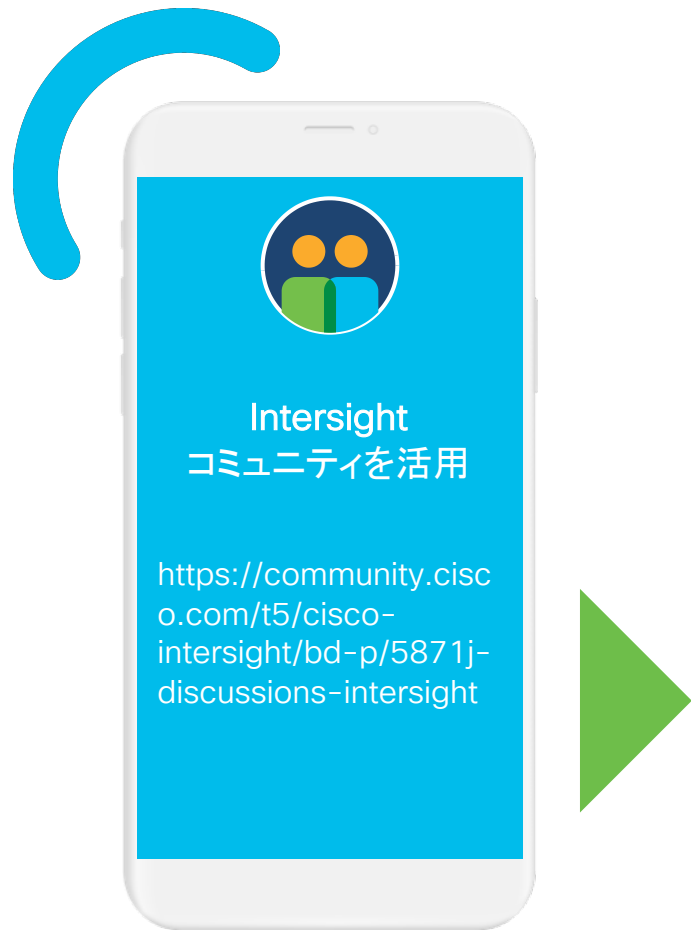 Intersight
コミュニティを活用
https://community.cisc
o.com/t5/cisco-
intersight/bd-p/5871j-
discussions-intersight